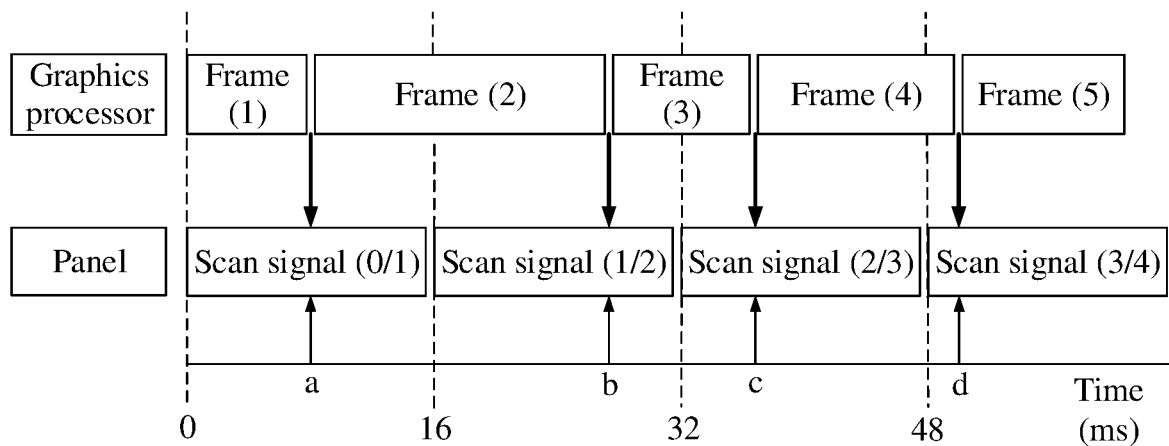 Graphics
processor
Frame
(1)
Frame (2)
Frame
(3)
Frame (4)
Frame (5)
Panel
Scan signal (0/1)
Scan signal (1/2)
Scan signal (2/3)
Scan signal (3/4)
a
b
c
d
Time
(ms)
0
16
32
48